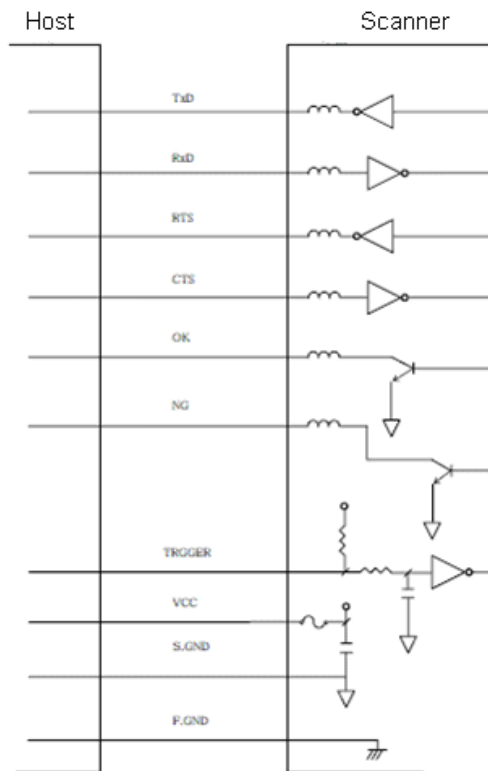 Host
Scanner
TxD
RxD
RTS
CTS
OK
NG
TRGGER
VCC
S.GND
F.GND